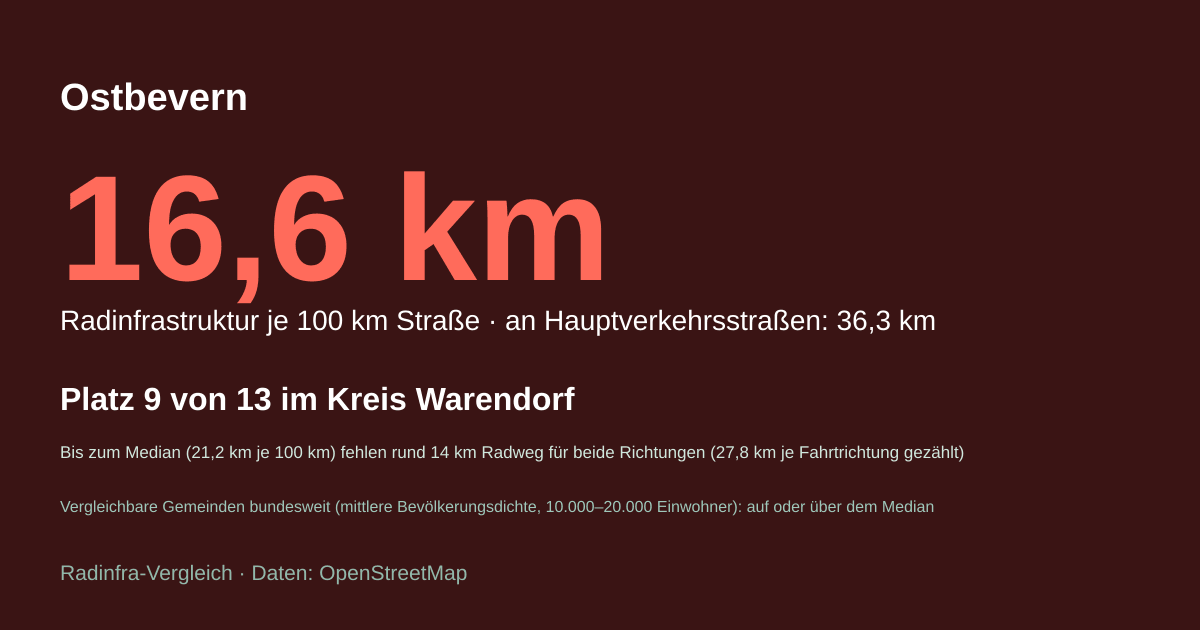 Ostbevern
16,6 km
Radinfrastruktur je 100 km Straße · an Hauptverkehrsstraßen: 36,3 km
Platz 9 von 13 im Kreis Warendorf
Bis zum Median (21,2 km je 100 km) fehlen rund 14 km Radweg für beide Richtungen (27,8 km je Fahrtrichtung gezählt)
Vergleichbare Gemeinden bundesweit (mittlere Bevölkerungsdichte, 10.000–20.000 Einwohner): auf oder über dem Median
Radinfra-Vergleich · Daten: OpenStreetMap